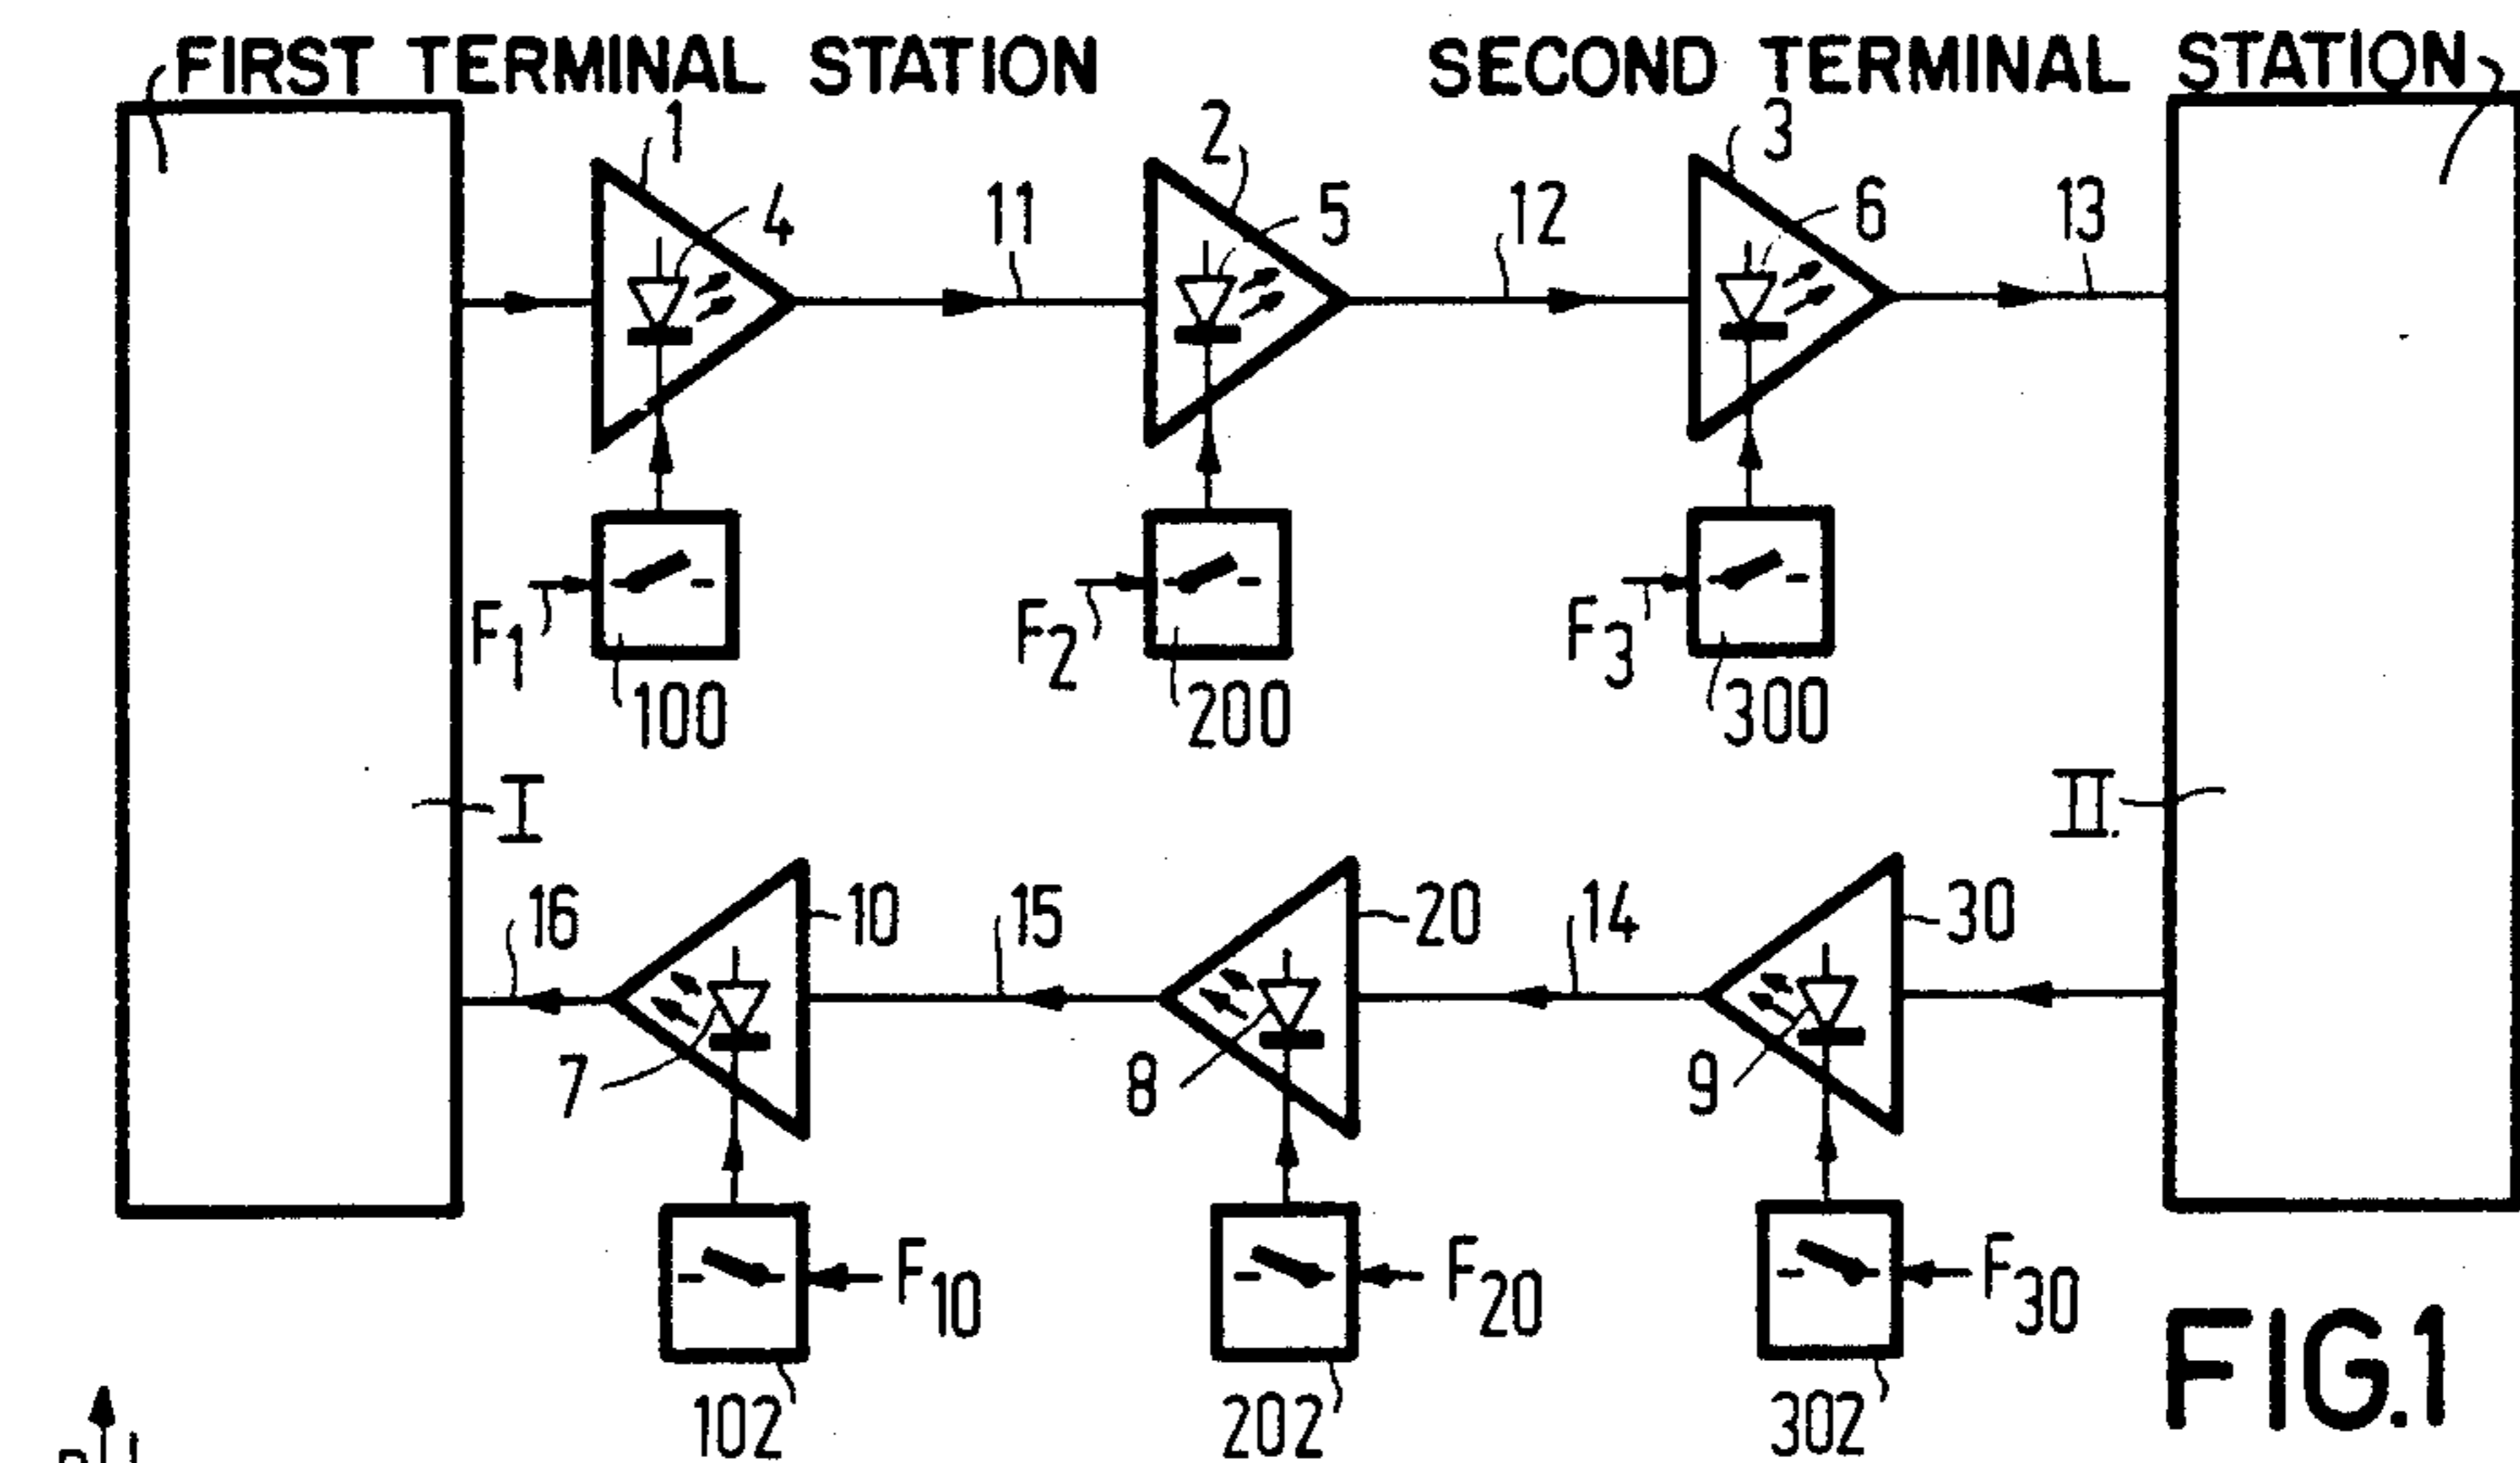 FIRST TERMINAL STATION SECOND TERMINAL STATION
1 2 3
4 11 5 12 6 13
F1 F2 F3
100 200 300
I II.
16 10 15 20 14 30
7 8 9
F10 F20 F30
102 202 302
FIG.1